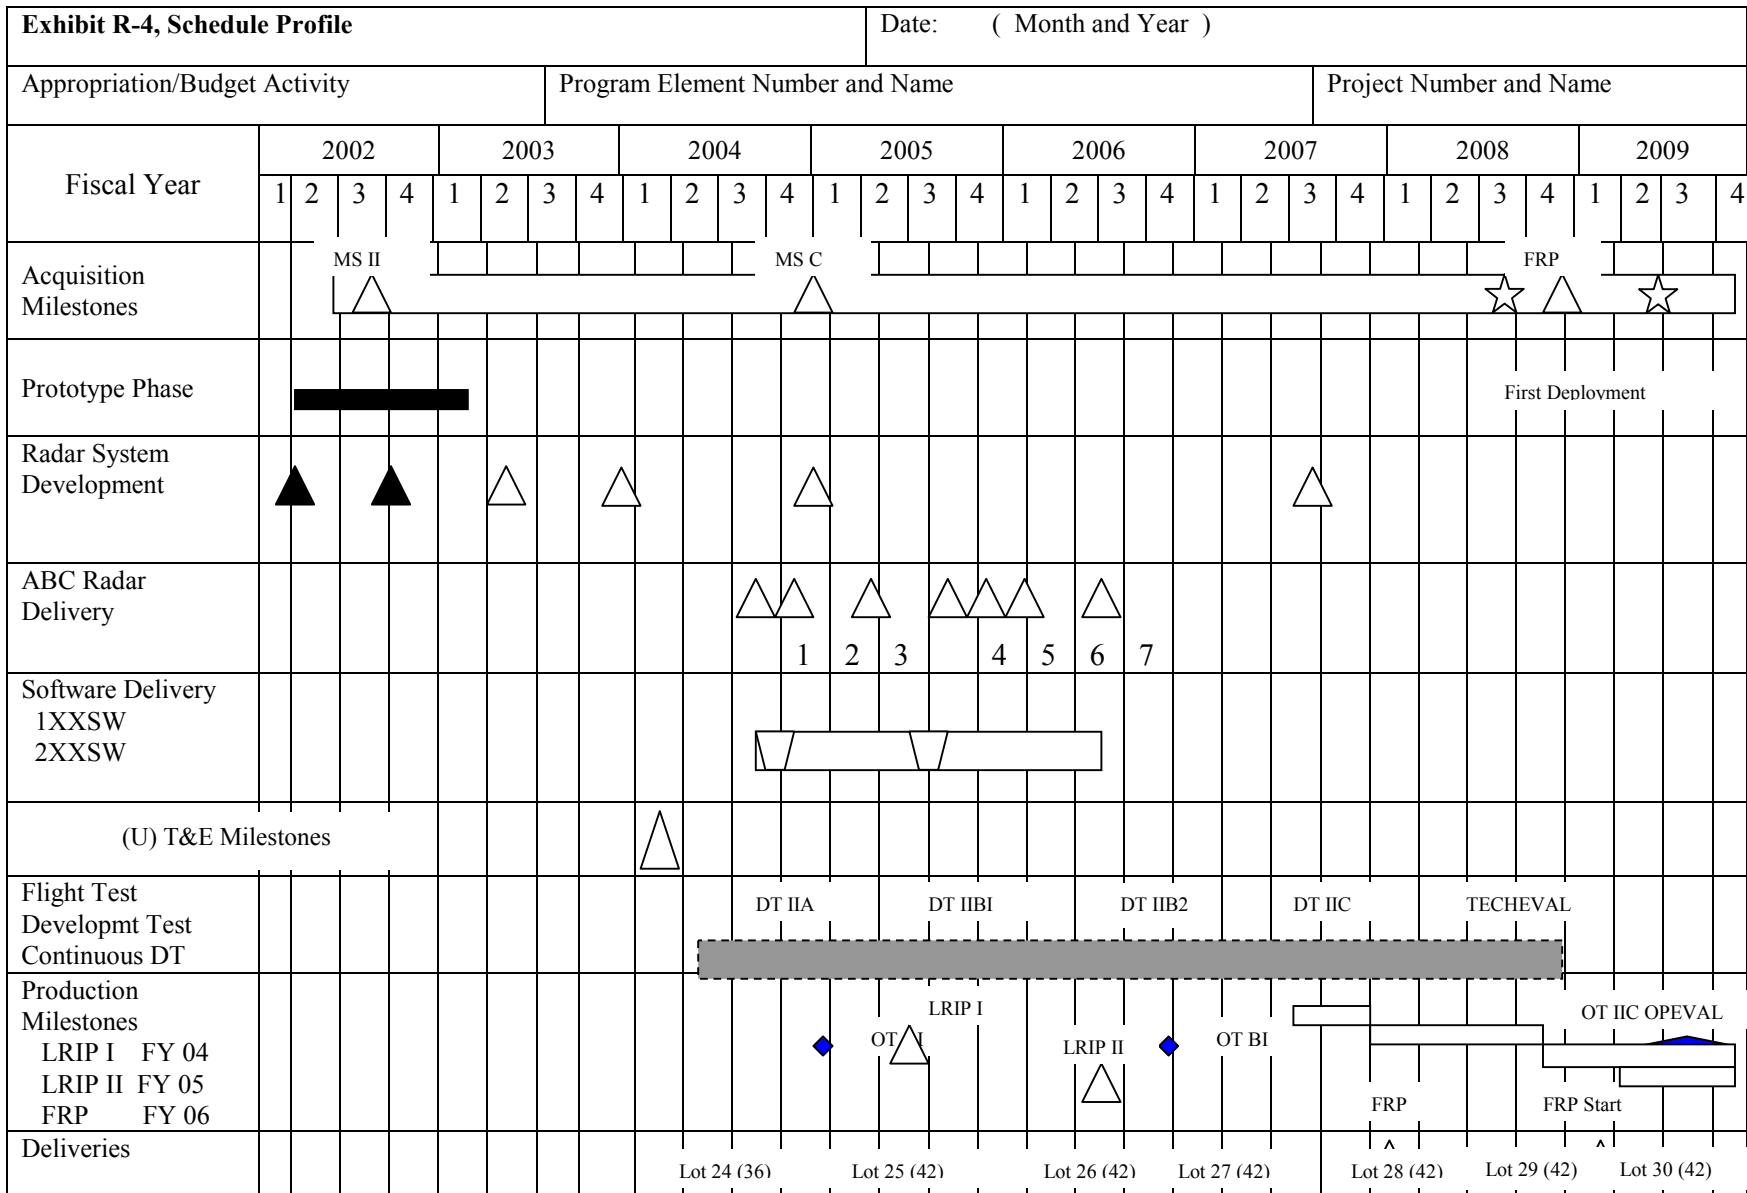 Exhibit R-4, Schedule Profile
Date: ( Month and Year )
Appropriation/Budget Activity
Program Element Number and Name
Project Number and Name
Fiscal Year
2002 2003 2004 2005 2006 2007 2008 2009
1 2 3 4 1 2 3 4 1 2 3 4 1 2 3 4 1 2 3 4 1 2 3 4 1 2 3 4 1 2 3 4
Acquisition
Milestones
MS II MS C FRP
Prototype Phase
First Deployment
Radar System
Development
ABC Radar
Delivery
1 2 3 4 5 6 7
Software Delivery
1XXSW
2XXSW
(U) T&E Milestones
Flight Test
Developmt Test
Continuous DT
DT IIA DT IIBI DT IIB2 DT IIC TECHEVAL
Production
Milestones
LRIP I FY 04
LRIP II FY 05
FRP FY 06
LRIP I
OT IIC OPEVAL
OT
LRIP II
OT BI
FRP FRP Start
Deliveries
Lot 24 (36) Lot 25 (42) Lot 26 (42) Lot 27 (42) Lot 28 (42) Lot 29 (42) Lot 30 (42)